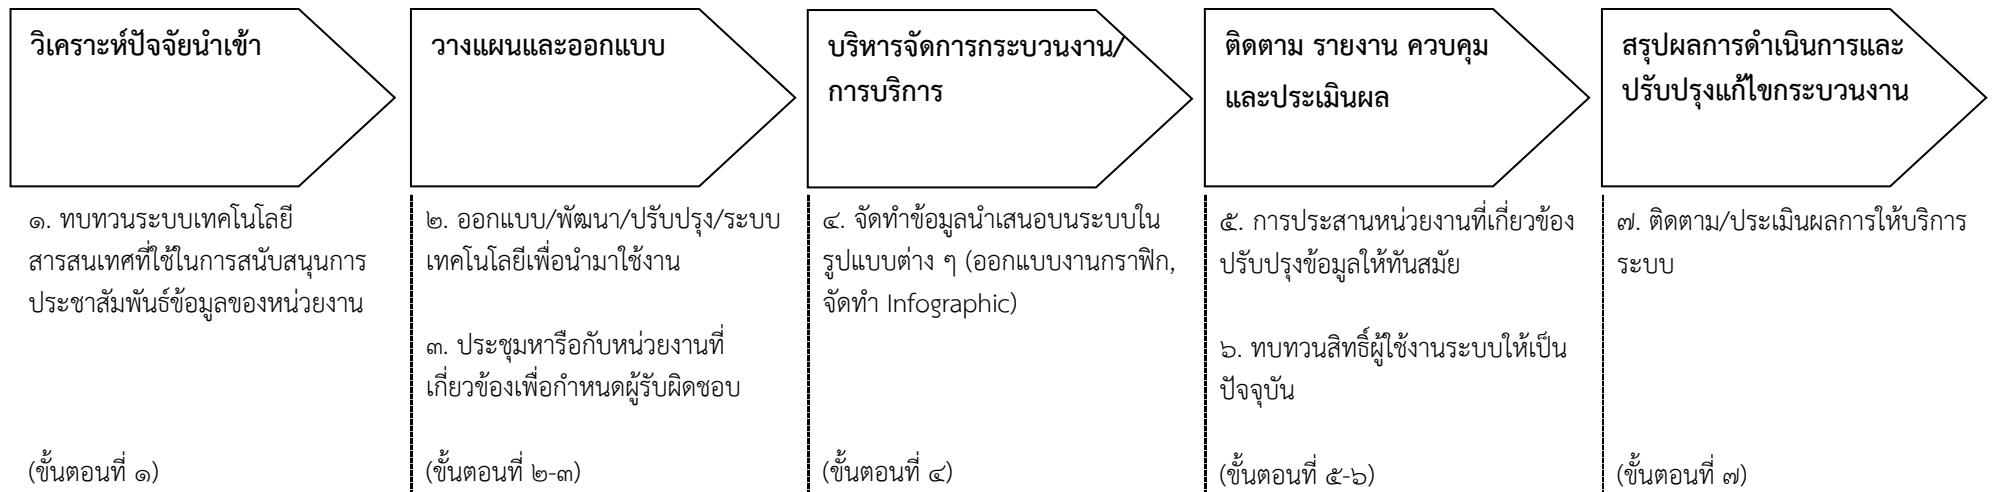 วิเคราะห์ปัจจัยนำเข้า
วางแผนและออกแบบ
บริหารจัดการกระบวนงาน/
การบริการ
ติดตาม รายงาน ควบคุม
และประเมินผล
สรุปผลการดำเนินการและ
ปรับปรุงแก้ไขกระบวนงาน
๑. ทบทวนระบบเทคโนโลยี
สารสนเทศที่ใช้ในการสนับสนุนการ
ประชาสัมพันธ์ข้อมูลของหน่วยงาน
(ขั้นตอนที่ ๑)
๒. ออกแบบ/พัฒนา/ปรับปรุง/ระบบ
เทคโนโลยีเพื่อนำมาใช้งาน
๓. ประชุมหารือกับหน่วยงานที่
เกี่ยวข้องเพื่อกำหนดผู้รับผิดชอบ
(ขั้นตอนที่ ๒-๓)
๔. จัดทำข้อมูลนำเสนอบนระบบใน
รูปแบบต่าง ๆ (ออกแบบงานกราฟิก,
จัดทำ Infographic)
(ขั้นตอนที่ ๔)
๕. การประสานหน่วยงานที่เกี่ยวข้อง
ปรับปรุงข้อมูลให้ทันสมัย
๖. ทบทวนสิทธิ์ผู้ใช้งานระบบให้เป็น
ปัจจุบัน
(ขั้นตอนที่ ๕-๖)
๗. ติดตาม/ประเมินผลการให้บริการ
ระบบ
(ขั้นตอนที่ ๗)